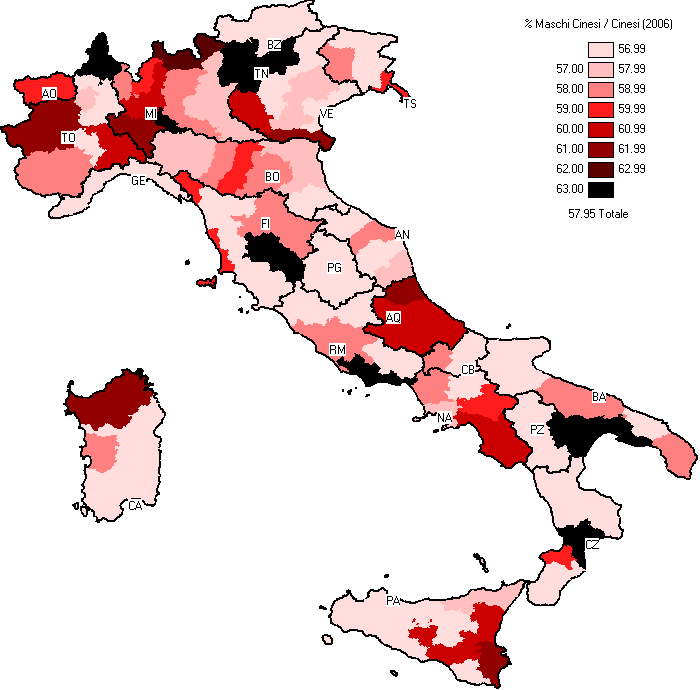 % Maschi Cinesi / Cinesi (2006)
56.99
57.00 57.99
58.00 58.99
59.00 59.99
60.00 60.99
61.00 61.99
62.00 62.99
63.00
57.95 Totale
BZ
TN
AO
MI
VE
TS
TO
GE
BO
FI
AN
PG
AQ
RM
CB
BA
NA
PZ
CA
CZ
PA